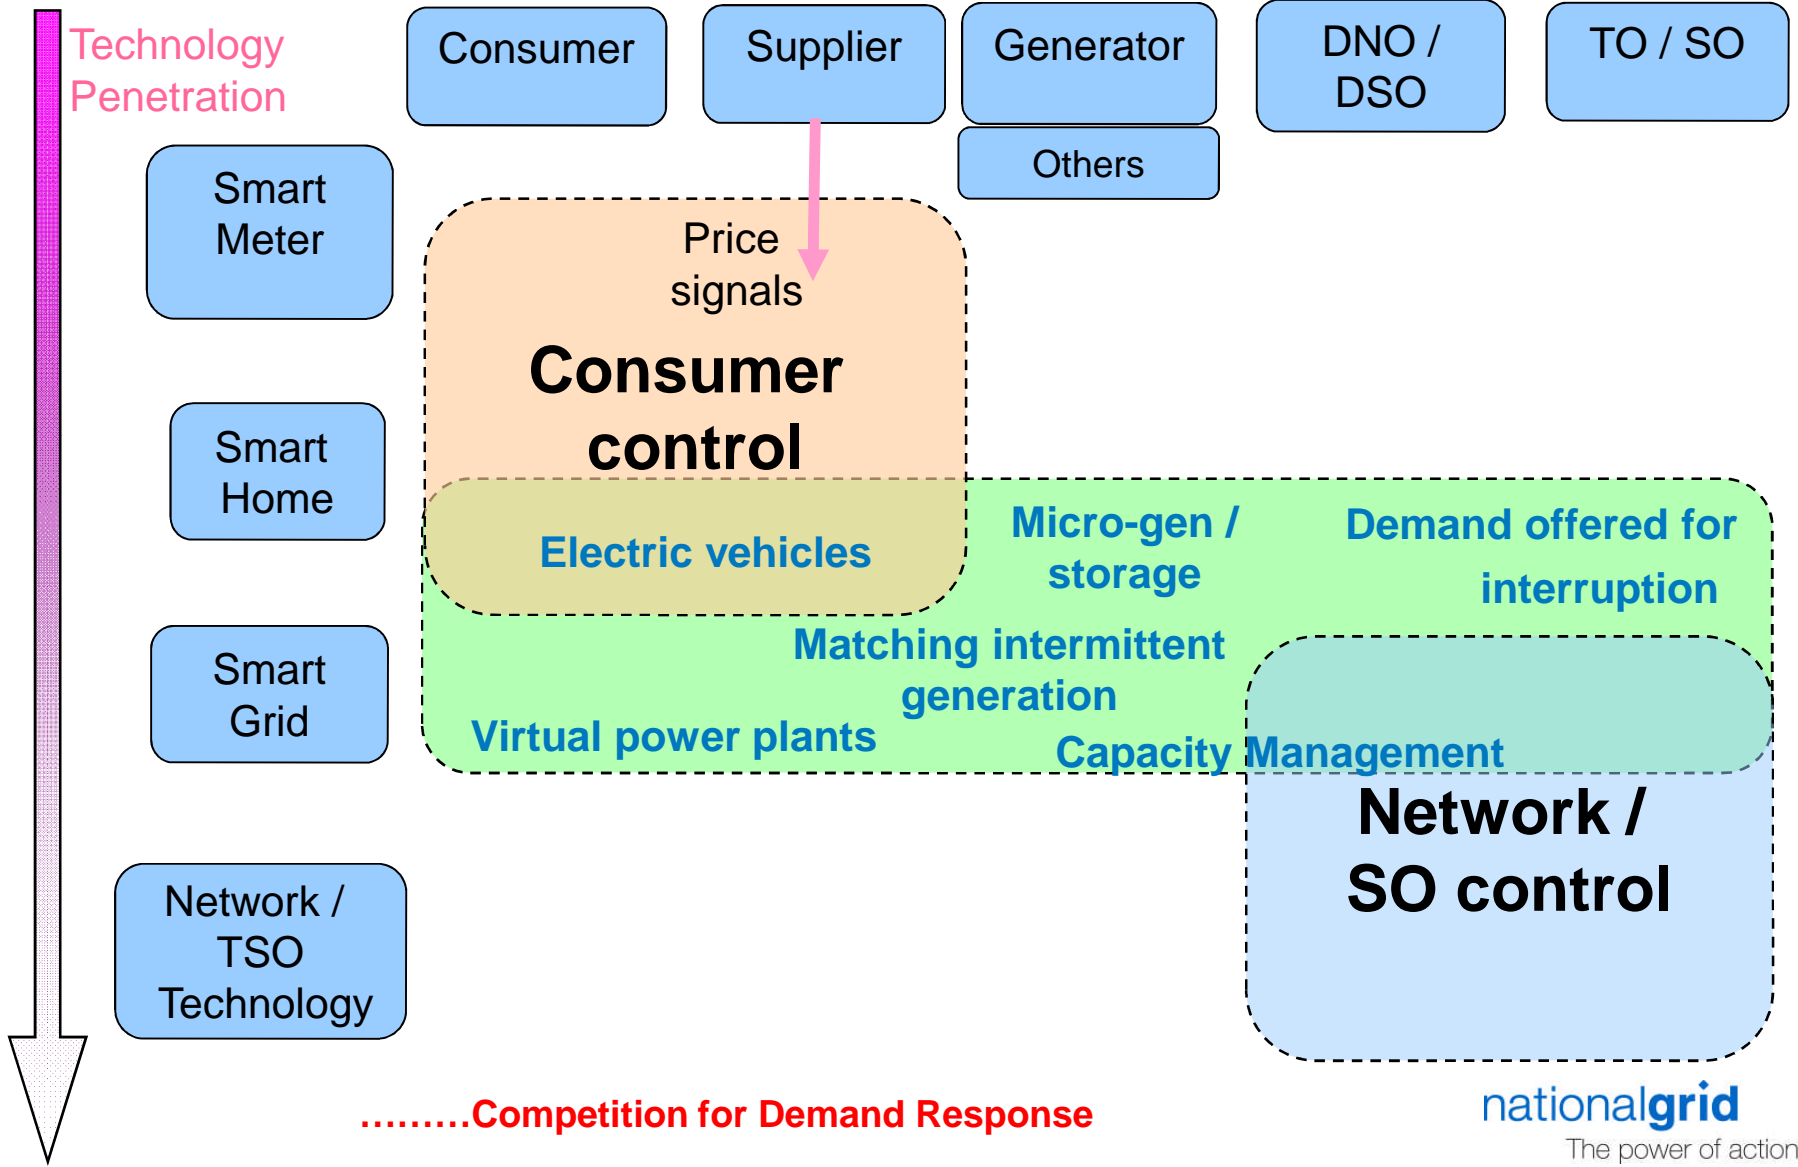 Technology
Penetration
Consumer
Supplier
Generator
DNO /
DSO
TO / SO
Others
Smart
Meter
Price
signals
Consumer
control
Smart
Home
Electric vehicles
Micro-gen /
storage
Demand offered for
interruption
Smart
Grid
Matching intermittent
generation
Virtual power plants
Capacity Management
Network /
SO control
Network /
TSO
Technology
………Competition for Demand Response
nationalgrid
The power of action